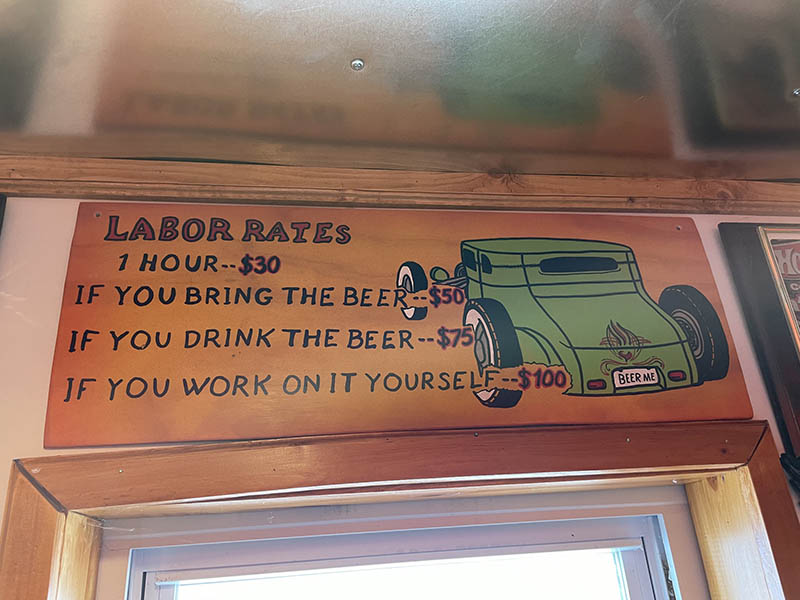 LABOR RATES
1 HOUR--$30
IF YOU BRING THE BEER--$50
IF YOU DRINK THE BEER--$75
IF YOU WORK ON IT YOURSELF--$100
BEER ME